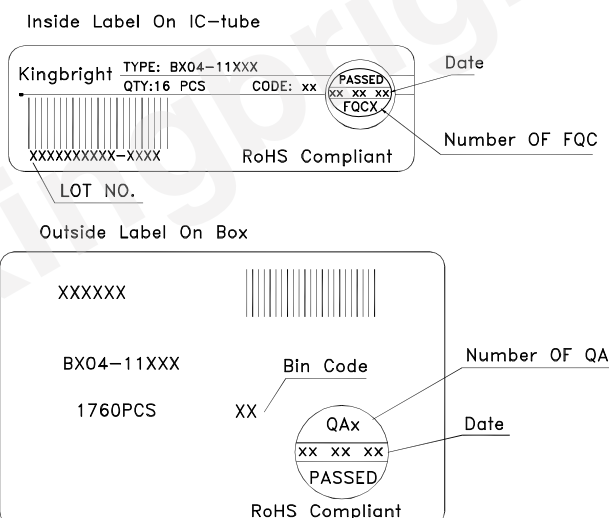 Inside Label On IC-tube
Kingbright
TYPE: BX04-11XXX
QTY:16 PCS CODE: xx
PASSED
xx xx xx
FQCX
Date
Number OF FQC
XXXXXXXXXX-XXXX
RoHS Compliant
LOT NO.
Outside Label On Box
XXXXXX
BX04-11XXX
Bin Code
Number OF QA
1760PCS
XX
QAx
Date
xx xx xx
PASSED
RoHS Compliant